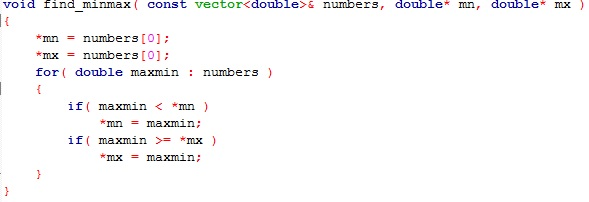 void find_minmax( const vector<double>& numbers, double* mn, double* mx )
{
    *mn = numbers[0];
    *mx = numbers[0];
    for( double maxmin : numbers )
    {
        if( maxmin < *mn )
            *mn = maxmin;
        if( maxmin >= *mx )
            *mx = maxmin;
    }
}